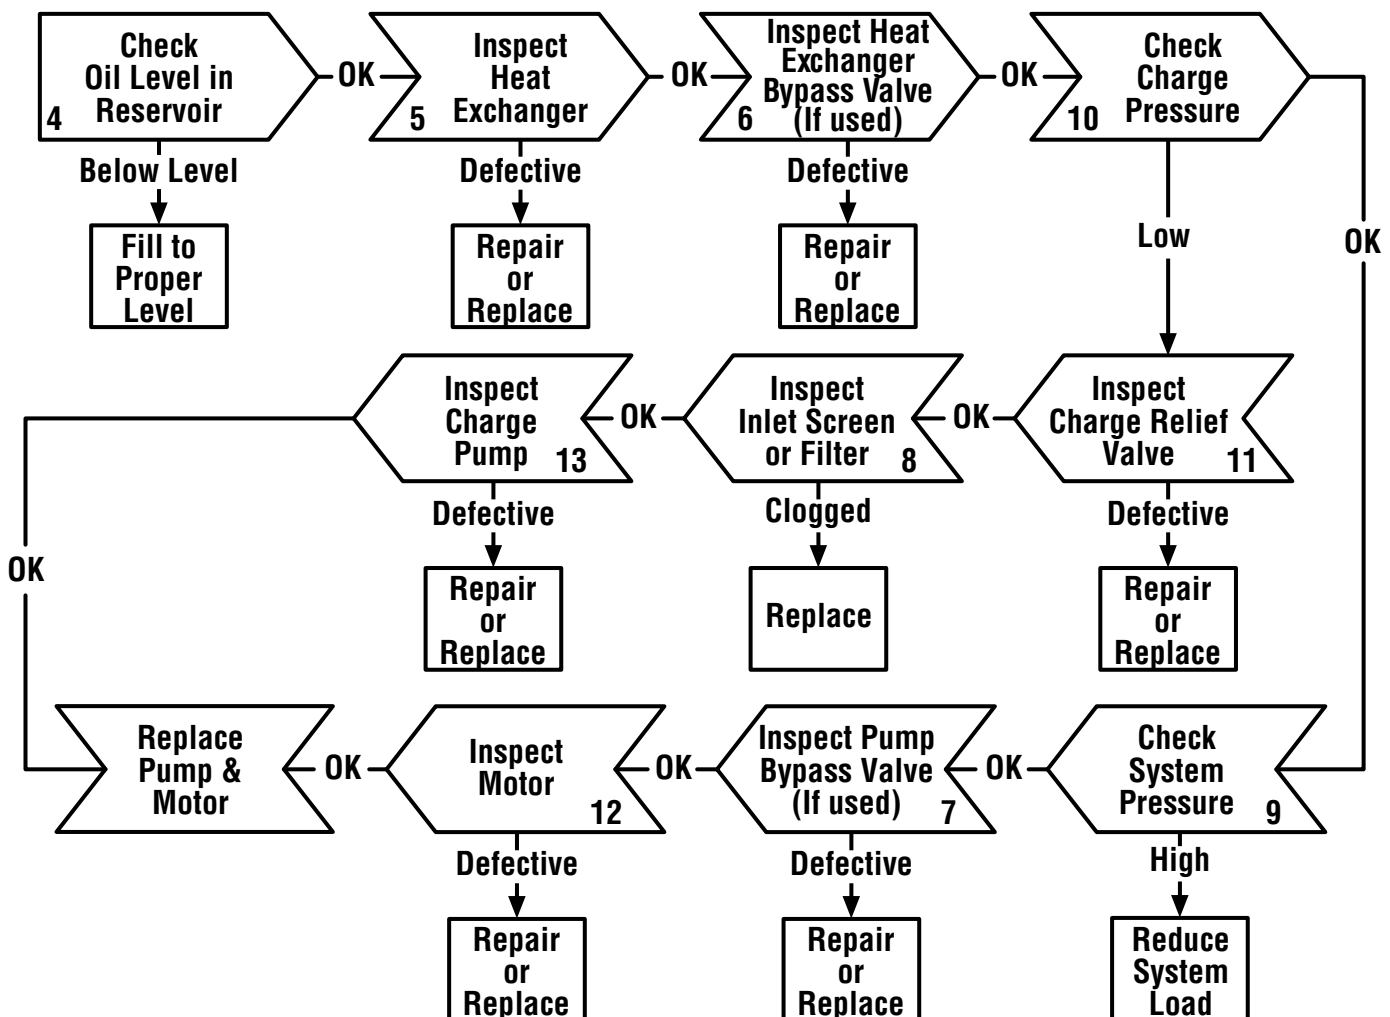 Check
Oil Level in
Reservoir
4
OK
Inspect
Heat
Exchanger
5
OK
Inspect Heat
Exchanger
Bypass Valve
(If used)
6
OK
Check
Charge
Pressure
10
Below Level
Defective
Defective
Low
OK
Fill to
Proper
Level
Repair
or
Replace
Repair
or
Replace
Inspect
Charge
Pump
13
OK
Inspect
Inlet Screen
or Filter
8
OK
Inspect
Charge Relief
Valve
11
Defective
Clogged
Defective
OK
Repair
or
Replace
Replace
Repair
or
Replace
Replace
Pump &
Motor
OK
Inspect
Motor
12
OK
Inspect Pump
Bypass Valve
(If used)
7
OK
Check
System
Pressure
9
Defective
Defective
High
Repair
or
Replace
Repair
or
Replace
Reduce
System
Load